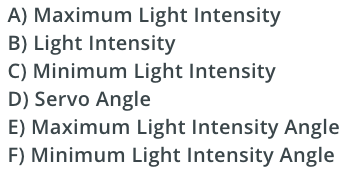 A) Maximum Light Intensity
B) Light Intensity
C) Minimum Light Intensity
D) Servo Angle
E) Maximum Light Intensity Angle
F) Minimum Light Intensity Angle